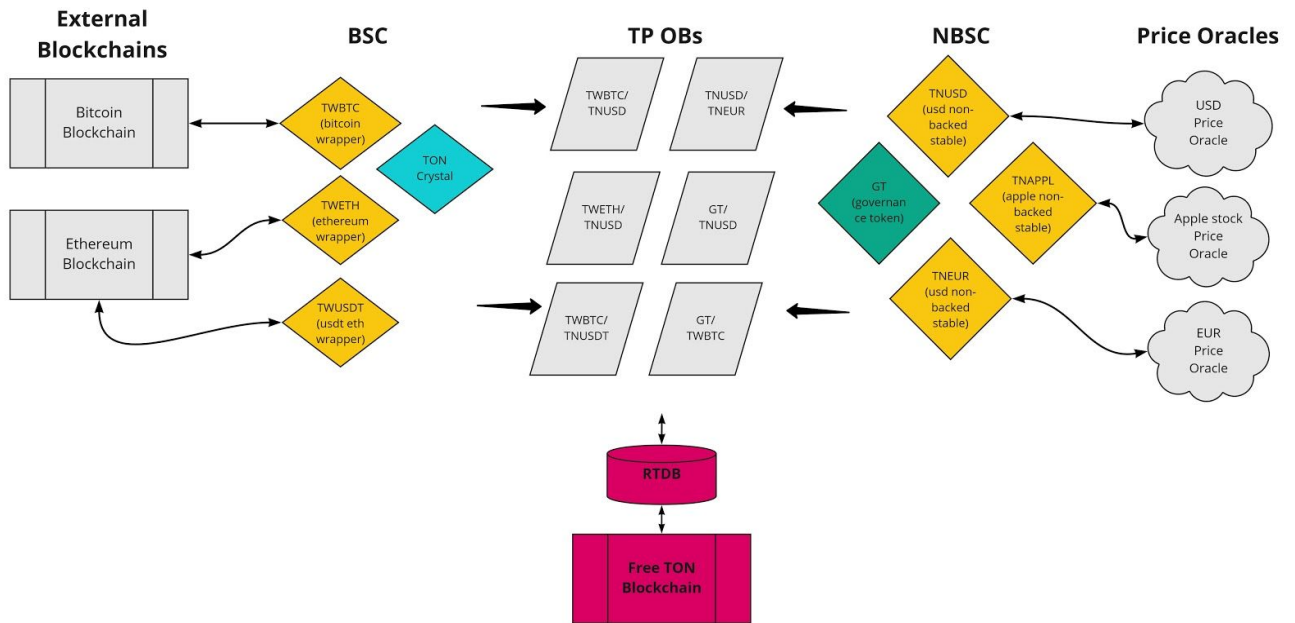 External
Blockchains
BSC
TP OBs
NBSC
Price Oracles
Bitcoin
Blockchain
Ethereum
Blockchain
TWBTC
(bitcoin
wrapper)
TON
Crystal
TWETH
(ethereum
wrapper)
TWUSDT
(usdt eth
wrapper)
TWBTC/
TNUSD
TNUSD/
TNEUR
TWETH/
TNUSD
GT/
TNUSD
TWBTC/
TNUSDT
GT/
TWBTC
TNUSD
(usd non-
backed
stable)
GT
(governan
ce token)
TNAPPL
(apple non-
backed
stable)
TNEUR
(usd non-
backed
stable)
USD
Price
Oracle
Apple stock
Price
Oracle
EUR
Price
Oracle
RTDB
Free TON
Blockchain